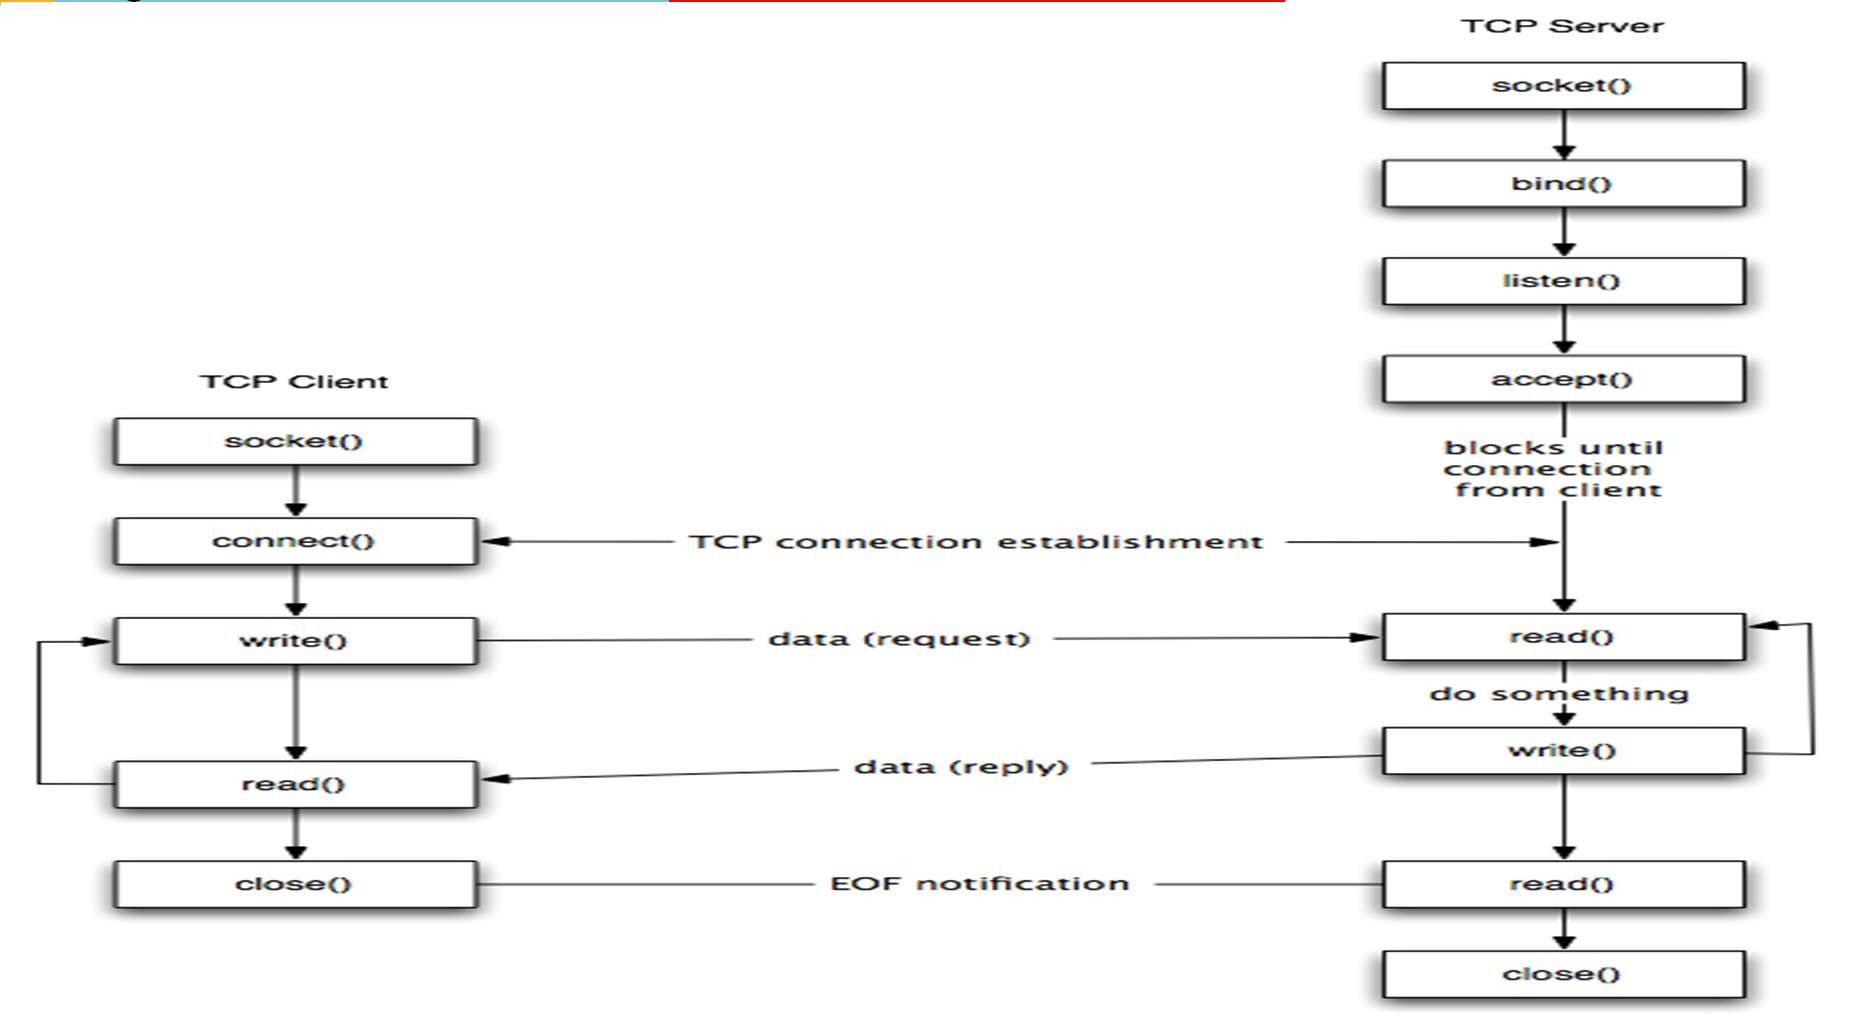 TCP Server
socket()
bind()
listen()
accept()
blocks until
connection
from client
TCP Client
socket()
connect()
TCP connection establishment
write()
data (request)
read()
do something
write()
data (reply)
read()
close()
EOF notification
read()
close()